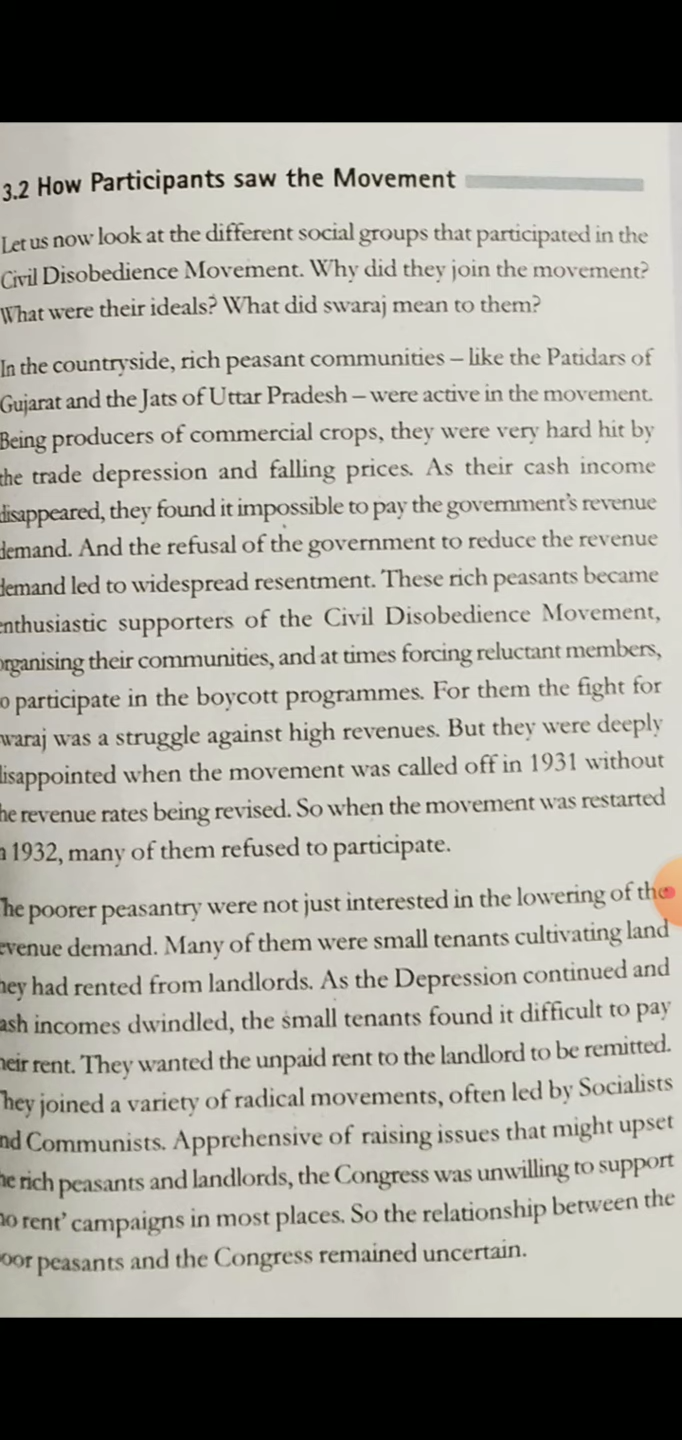 3.2 How Participants saw the Movement
Let us now look at the different social groups that participated in the
Civil Disobedience Movement. Why did they join the movement?
What were their ideals? What did swaraj mean to them?
In the countryside, rich peasant communities – like the Patidars of
Gujarat and the Jats of Uttar Pradesh – were active in the movement.
Being producers of commercial crops, they were very hard hit by
the trade depression and falling prices. As their cash income
disappeared, they found it impossible to pay the government's revenue
demand. And the refusal of the government to reduce the revenue
demand led to widespread resentment. These rich peasants became
enthusiastic supporters of the Civil Disobedience Movement,
organising their communities, and at times forcing reluctant members,
o participate in the boycott programmes. For them the fight for
waraj was a struggle against high revenues. But they were deeply
disappointed when the movement was called off in 1931 without
he revenue rates being revised. So when the movement was restarted
n 1932, many of them refused to participate.
The poorer peasantry were not just interested in the lowering of the
evenue demand. Many of them were small tenants cultivating land
hey had rented from landlords. As the Depression continued and
ash incomes dwindled, the small tenants found it difficult to pay
heir rent. They wanted the unpaid rent to the landlord to be remitted.
They joined a variety of radical movements, often led by Socialists
nd Communists. Apprehensive of raising issues that might upset
he rich peasants and landlords, the Congress was unwilling to support
no rent' campaigns in most places. So the relationship between the
oor peasants and the Congress remained uncertain.